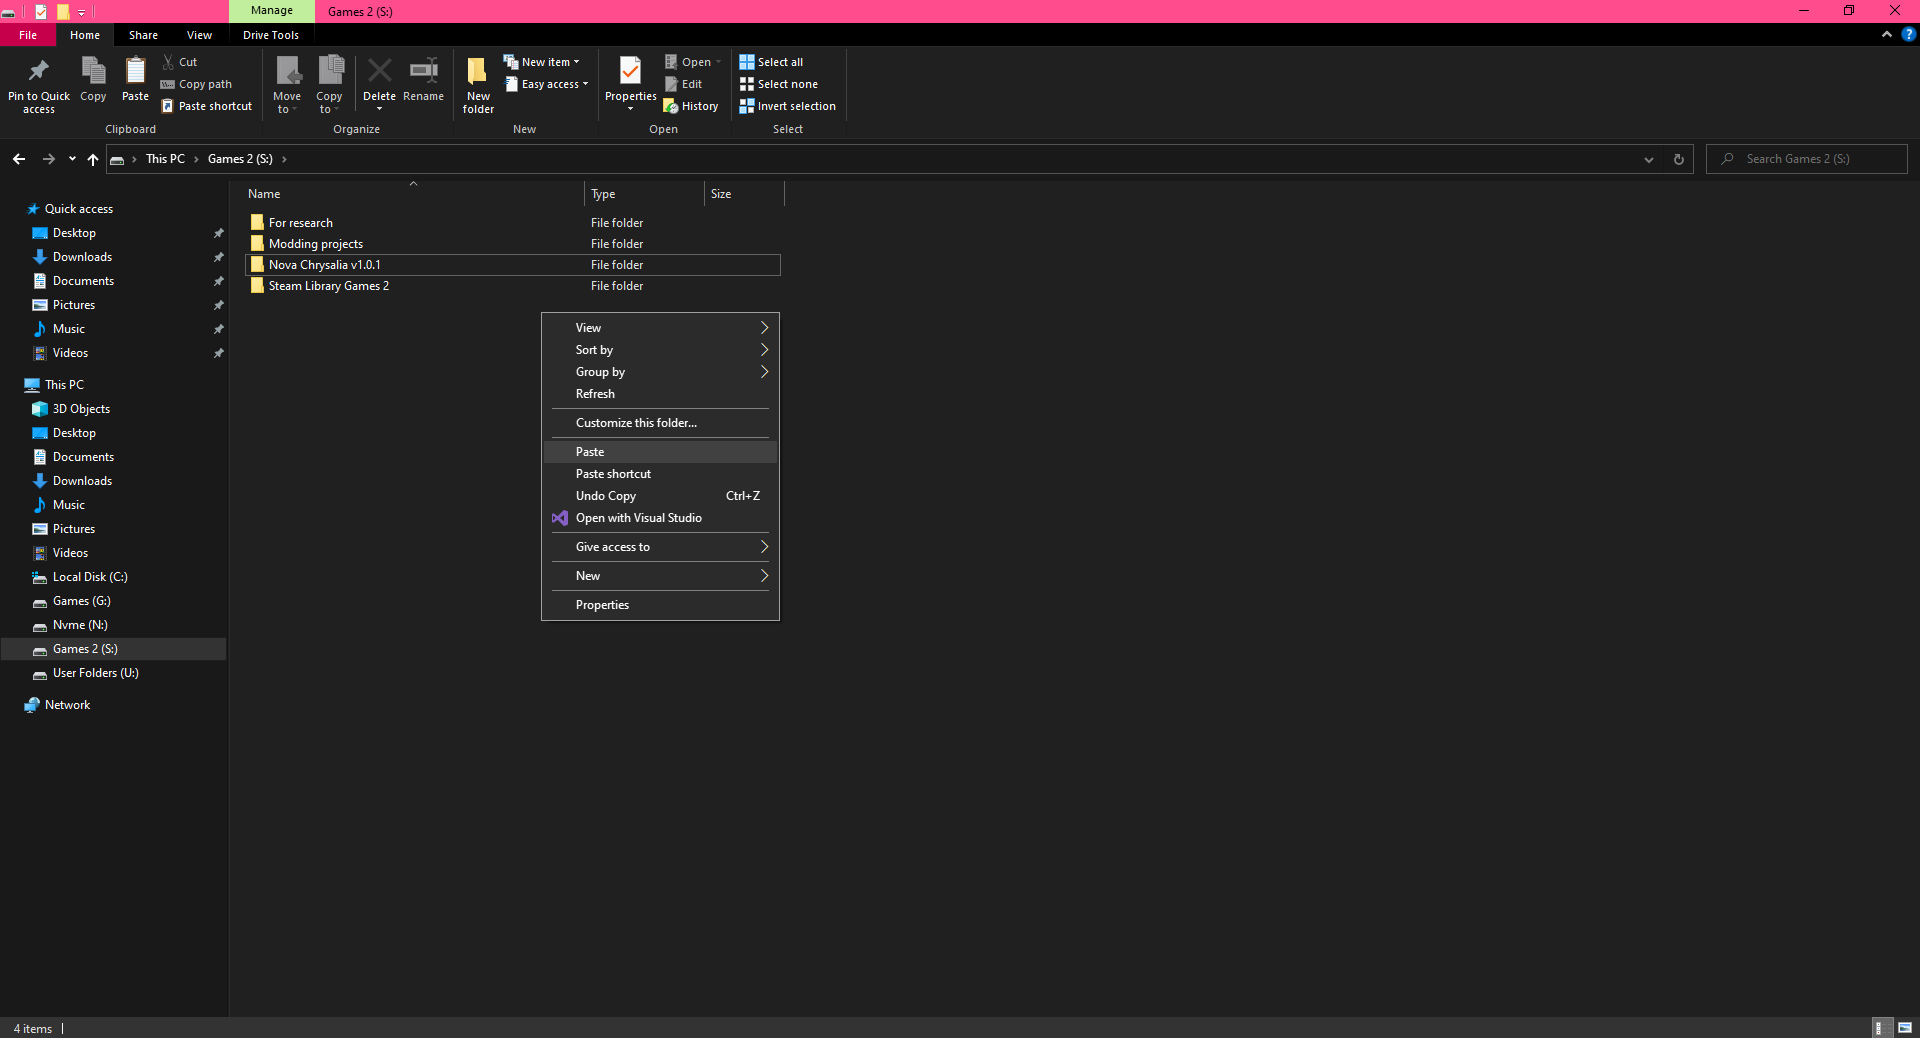 Manage
Games 2 (S:)
File
Home
Share
View
Drive Tools
Pin to Quick access
Copy
Paste
Cut
Copy path
Paste shortcut
Clipboard
Move to
Copy to
Delete
Rename
Organize
New folder
New item
Easy access
New
Properties
Open
Edit
History
Open
Select all
Select none
Invert selection
Select
This PC
Games 2 (S:)
Search Games 2 (S:)
Quick access
Desktop
Downloads
Documents
Pictures
Music
Videos
This PC
3D Objects
Desktop
Documents
Downloads
Music
Pictures
Videos
Local Disk (C:)
Games (G:)
Nvme (N:)
Games 2 (S:)
User Folders (U:)
Network
Name Type Size
For research File folder
Modding projects File folder
Nova Chrysalia v1.0.1 File folder
Steam Library Games 2 File folder
View
Sort by
Group by
Refresh
Customize this folder...
Paste
Paste shortcut
Undo Copy Ctrl+Z
Open with Visual Studio
Give access to
New
Properties
4 items